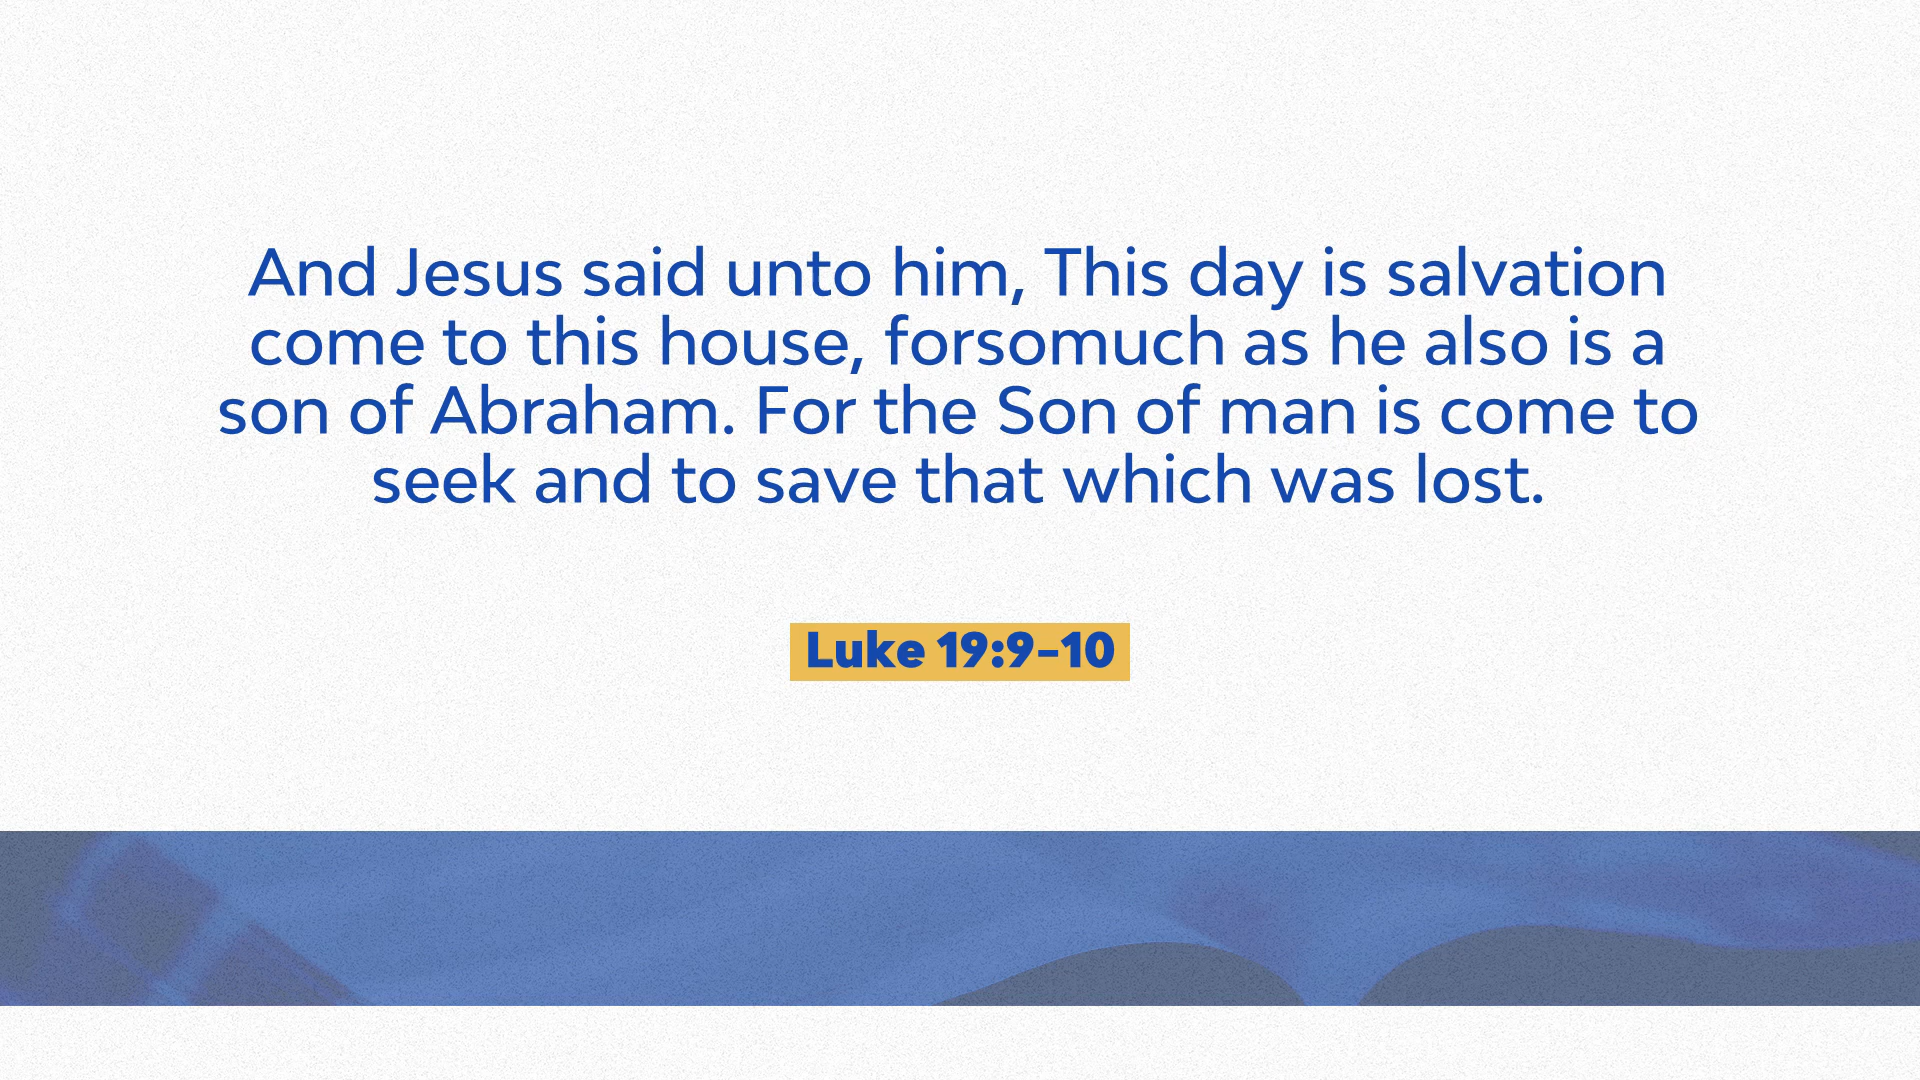 And Jesus said unto him, This day is salvation
come to this house, forsomuch as he also is a
son of Abraham. For the Son of man is come to
seek and to save that which was lost.
Luke 19:9–10